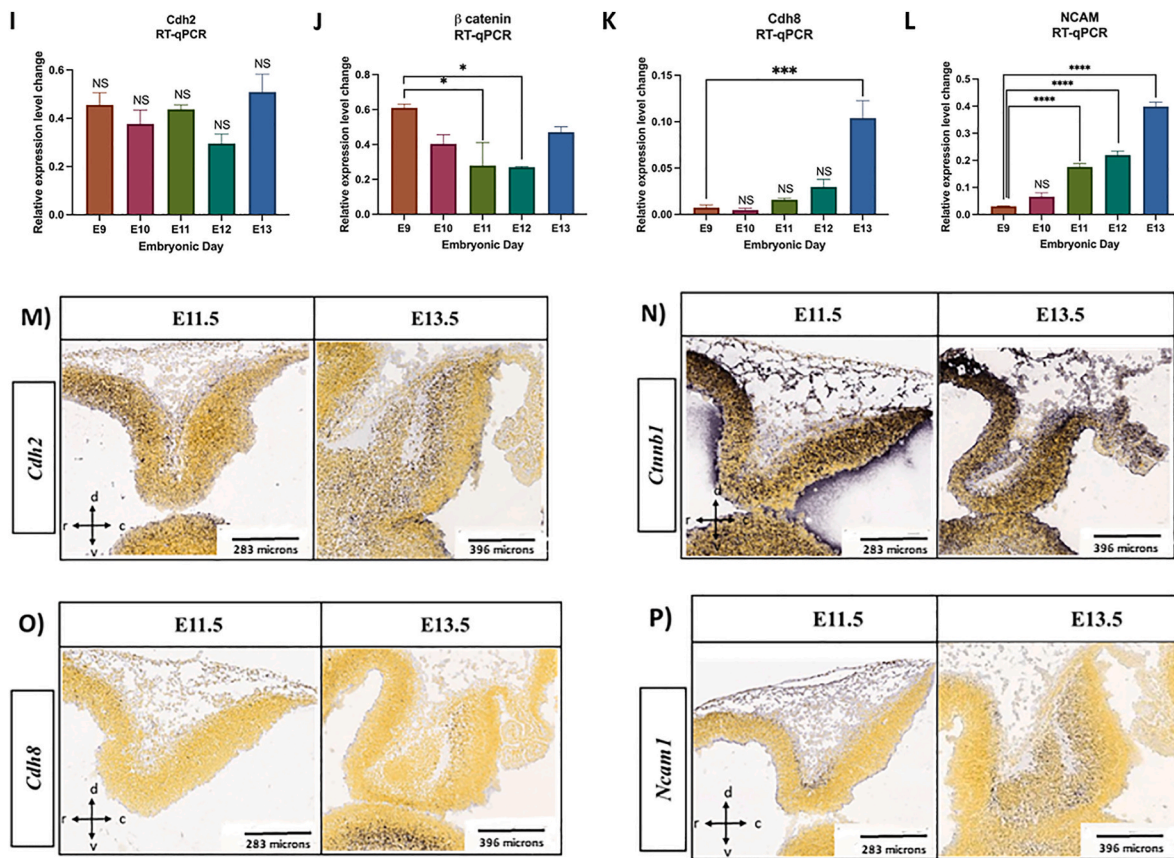 I
Cdh2
RT-qPCR
Relative expression level change
0.6
0.4
0.2
0.0
NS
NS
NS
NS
NS
E9
E10
E11
E12
E13
Embryonic Day
J
β catenin
RT-qPCR
Relative expression level change
0.8
0.6
0.4
0.2
0.0
*
*
E9
E10
E11
E12
E13
Embryonic Day
K
Cdh8
RT-qPCR
Relative expression level change
0.15
0.10
0.05
0.00
***
NS
NS
NS
E9
E10
E11
E12
E13
Embryonic Day
L
NCAM
RT-qPCR
Relative expression level change
0.5
0.4
0.3
0.2
0.1
0.0
****
****
****
NS
E9
E10
E11
E12
E13
Embryonic Day
M)
E11.5
E13.5
Cdh2
d
r
c
v
283 microns
396 microns
N)
E11.5
E13.5
Ctnnb1
d
r
c
v
283 microns
396 microns
O)
E11.5
E13.5
Cdh8
d
r
c
v
283 microns
396 microns
P)
E11.5
E13.5
Ncam1
d
r
c
v
283 microns
396 microns